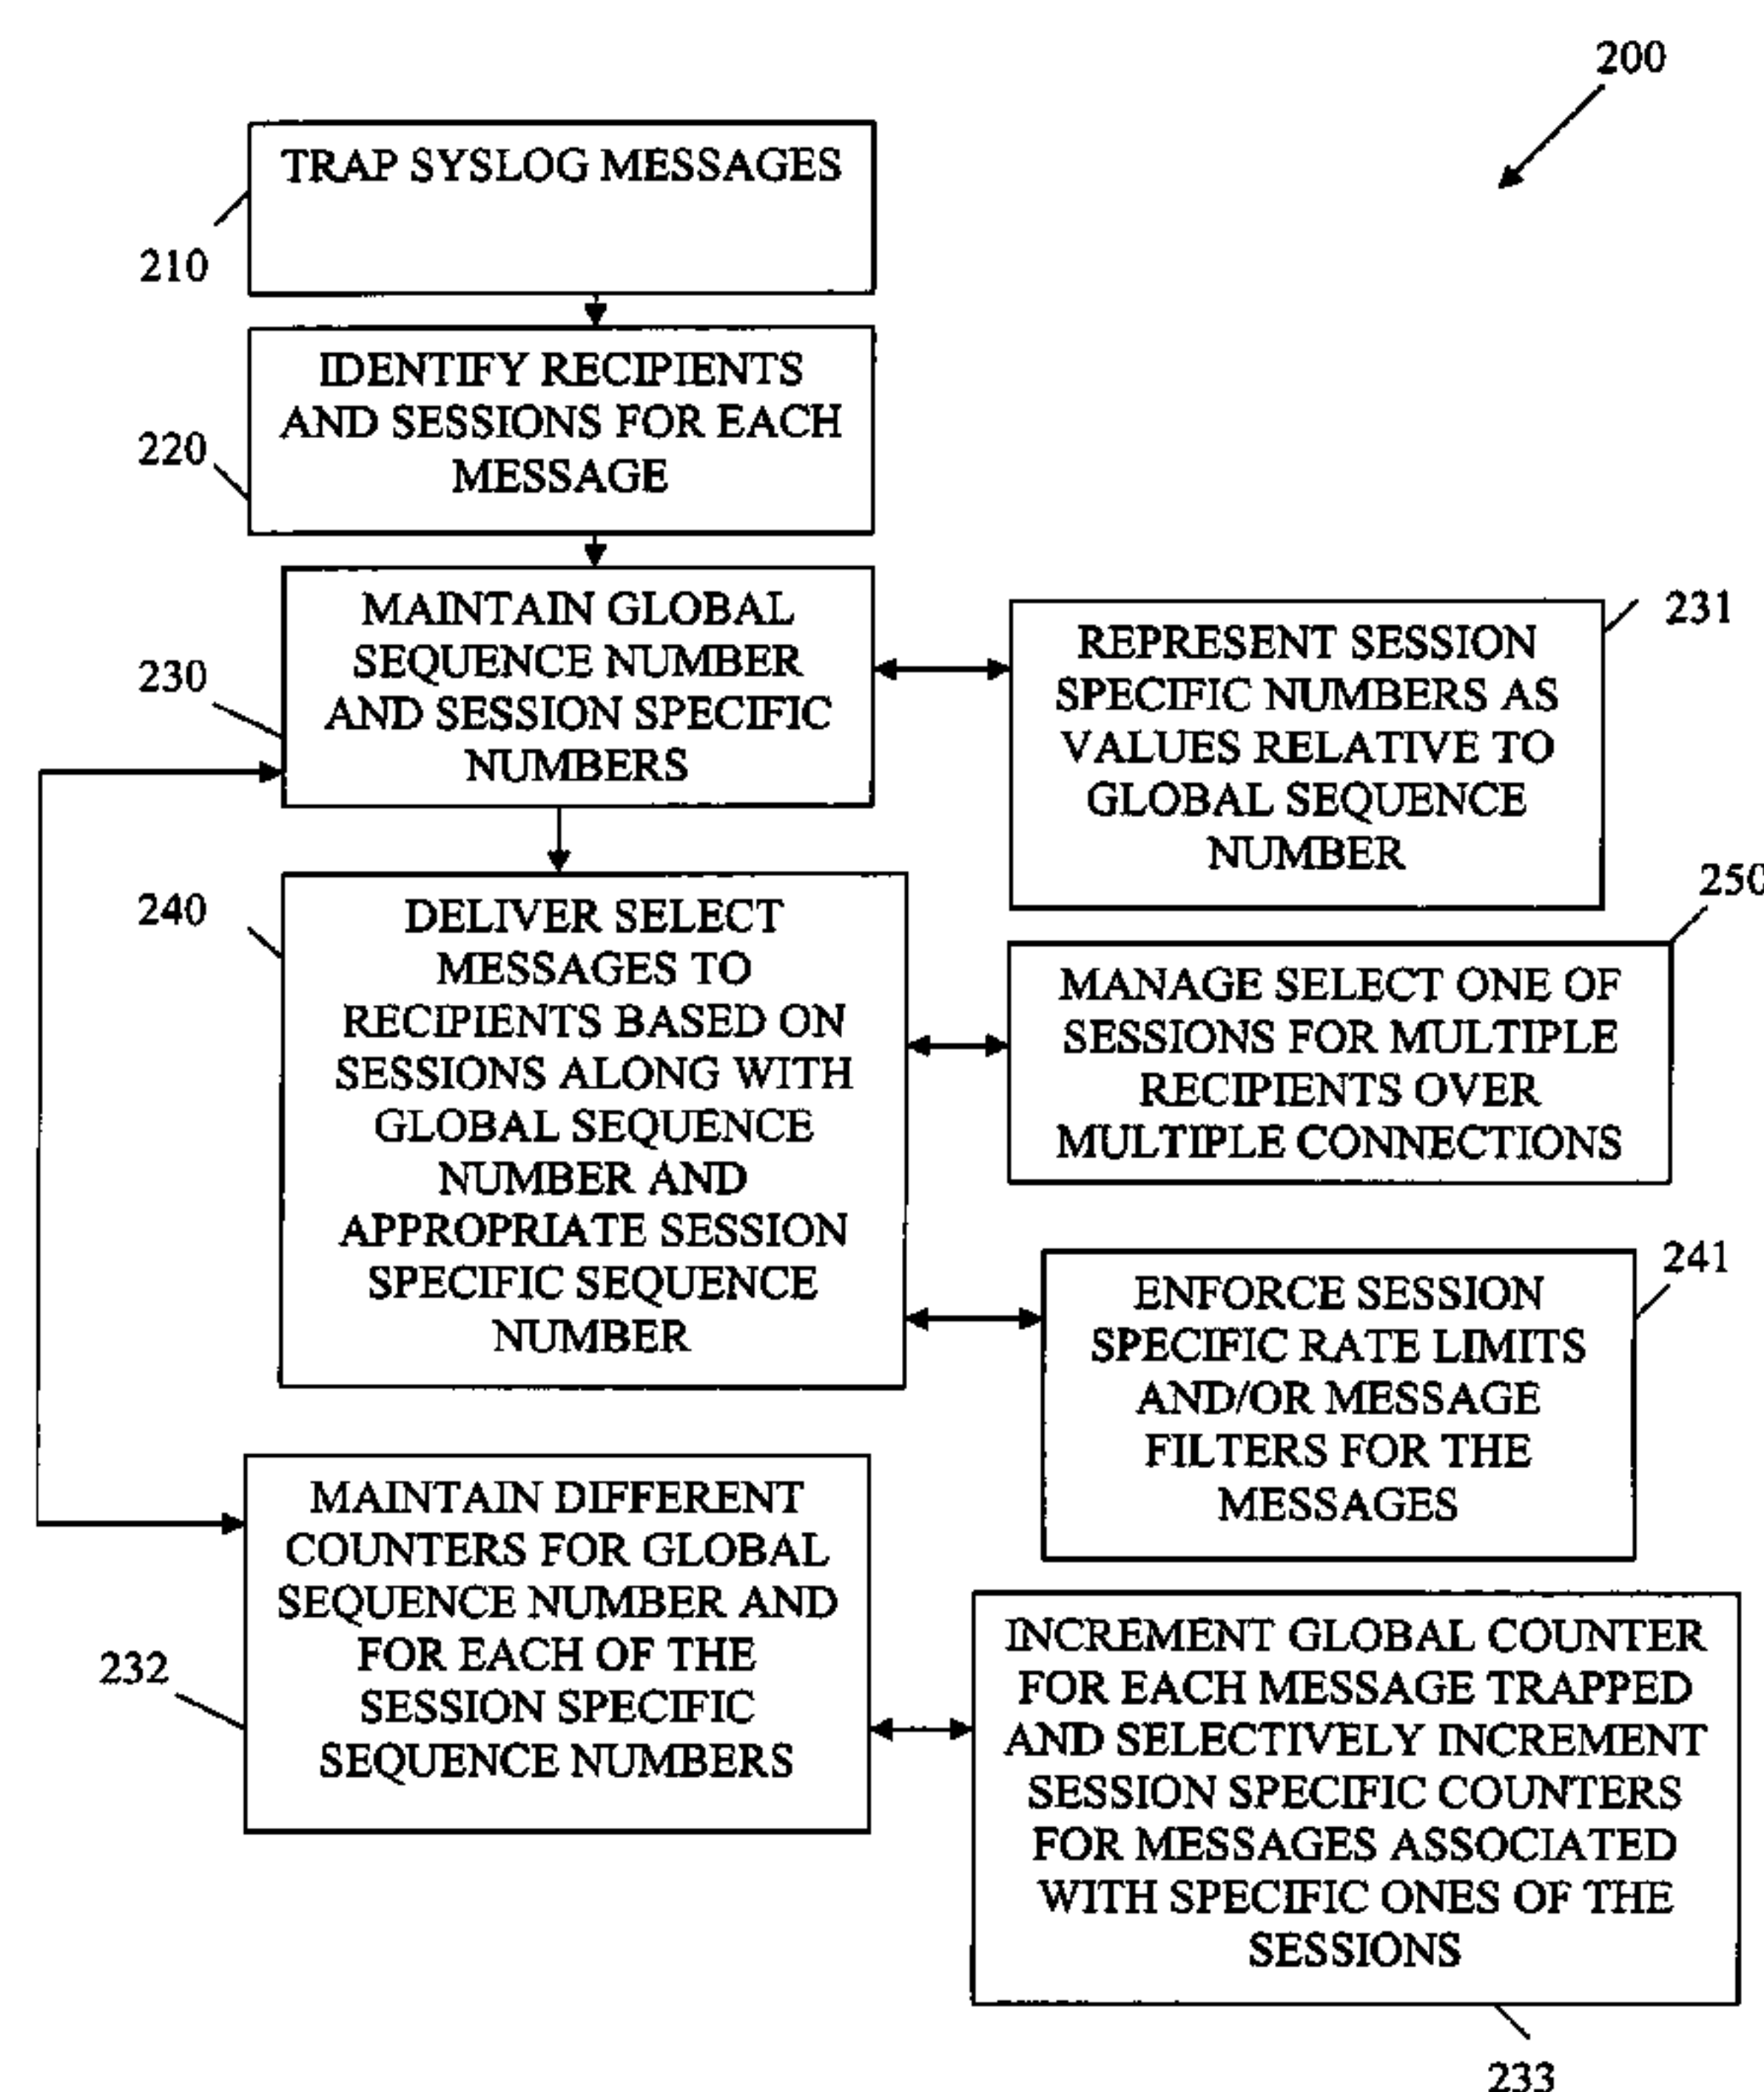 200
TRAP SYSLOG MESSAGES
210
IDENTIFY RECIPIENTS
AND SESSIONS FOR EACH
MESSAGE
220
MAINTAIN GLOBAL
SEQUENCE NUMBER
AND SESSION SPECIFIC
NUMBERS
230
REPRESENT SESSION
SPECIFIC NUMBERS AS
VALUES RELATIVE TO
GLOBAL SEQUENCE
NUMBER
231
DELIVER SELECT
MESSAGES TO
RECIPIENTS BASED ON
SESSIONS ALONG WITH
GLOBAL SEQUENCE
NUMBER AND
APPROPRIATE SESSION
SPECIFIC SEQUENCE
NUMBER
240
MANAGE SELECT ONE OF
SESSIONS FOR MULTIPLE
RECIPIENTS OVER
MULTIPLE CONNECTIONS
250
ENFORCE SESSION
SPECIFIC RATE LIMITS
AND/OR MESSAGE
FILTERS FOR THE
MESSAGES
241
MAINTAIN DIFFERENT
COUNTERS FOR GLOBAL
SEQUENCE NUMBER AND
FOR EACH OF THE
SESSION SPECIFIC
SEQUENCE NUMBERS
232
INCREMENT GLOBAL COUNTER
FOR EACH MESSAGE TRAPPED
AND SELECTIVELY INCREMENT
SESSION SPECIFIC COUNTERS
FOR MESSAGES ASSOCIATED
WITH SPECIFIC ONES OF THE
SESSIONS
233